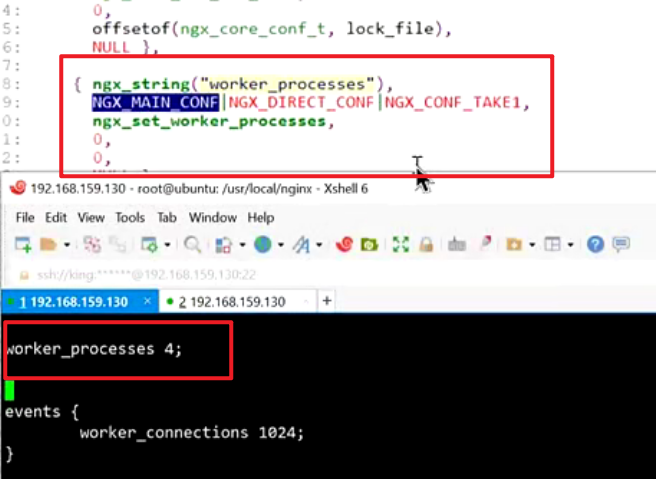 4:    0,
5:    offsetof(ngx_core_conf_t, lock_file),
6:    NULL },
7:
8:  { ngx_string("worker_processes"),
9:    NGX_MAIN_CONF|NGX_DIRECT_CONF|NGX_CONF_TAKE1,
0:    ngx_set_worker_processes,
1:    0,
2:    0,
192.168.159.130 - root@ubuntu: /usr/local/nginx - Xshell 6
File Edit View Tools Tab Window Help
ssh://king:******@192.168.159.130:22
1 192.168.159.130 × 2 192.168.159.130 +
worker_processes 4;
events {
        worker_connections 1024;
}